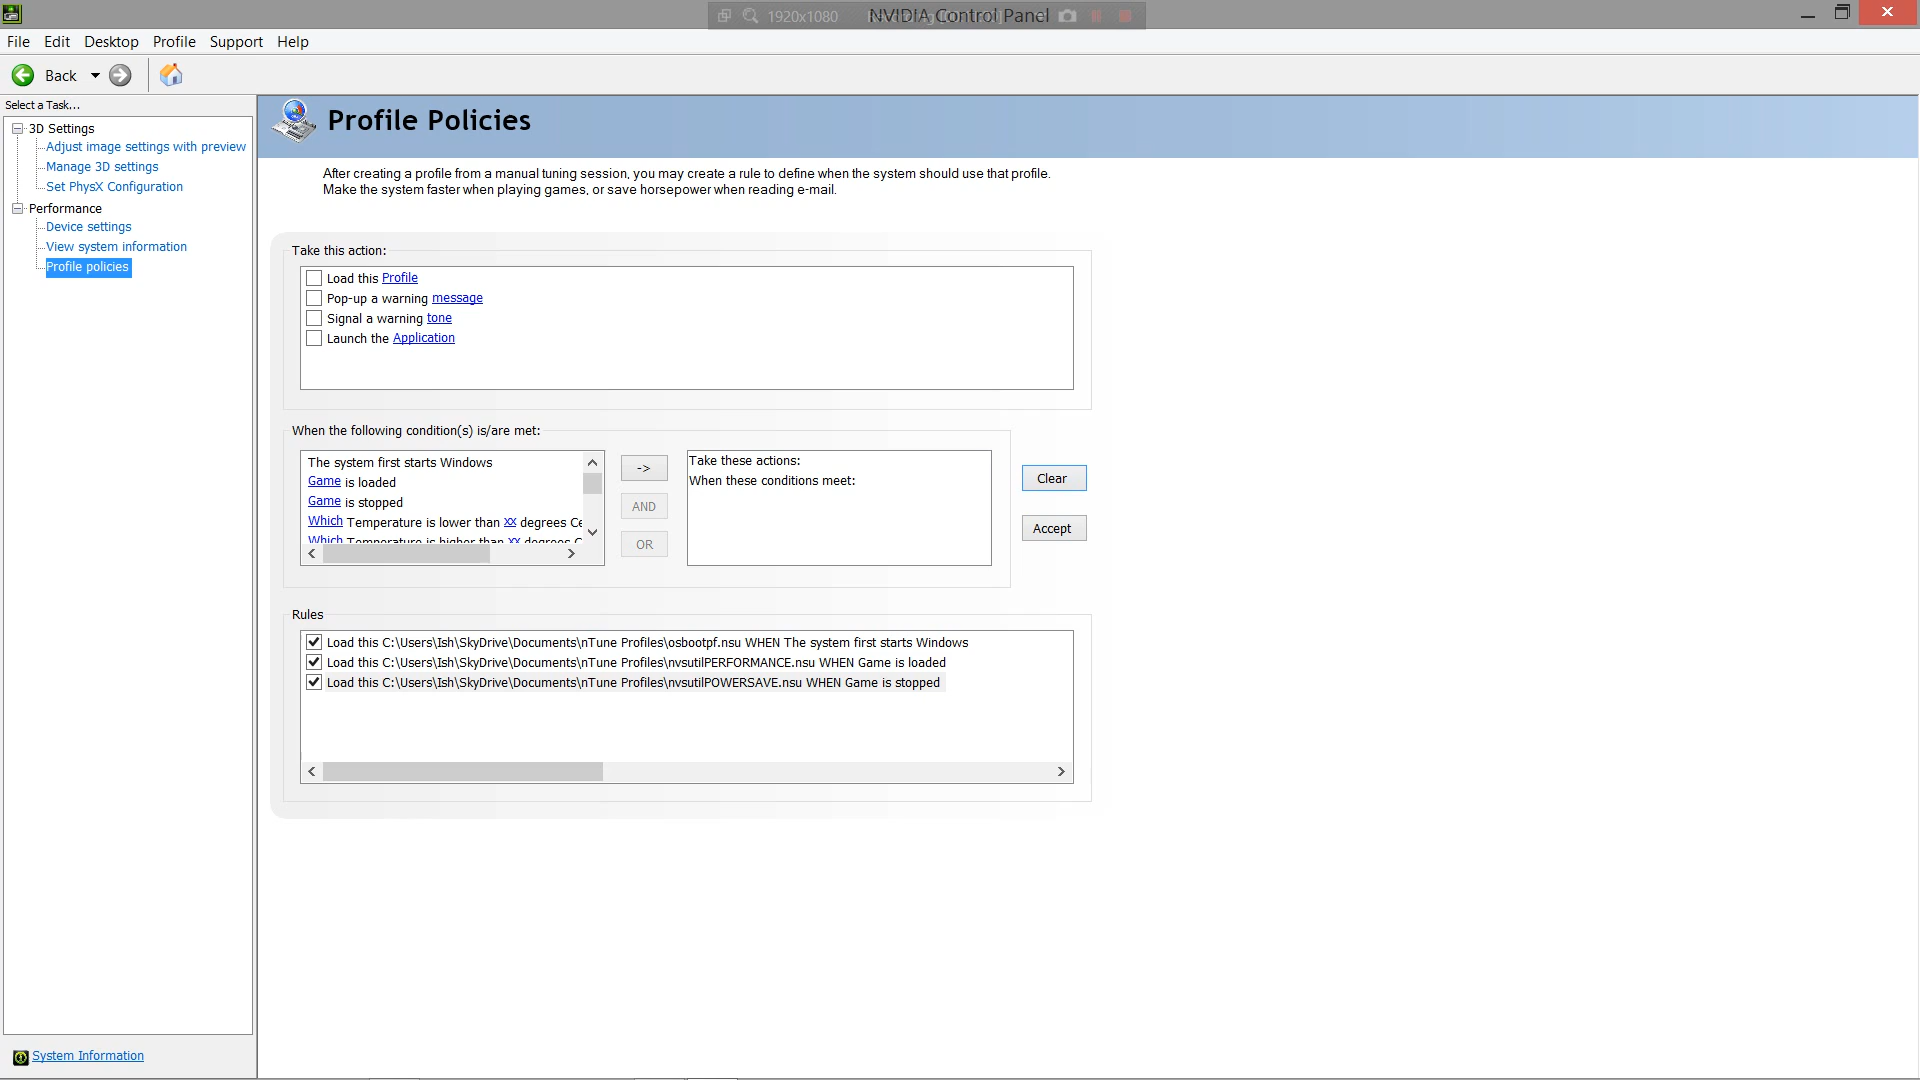 1920x1080
NVIDIA Control Panel
File Edit Desktop Profile Support Help
Back
Select a Task...
3D Settings
Adjust image settings with preview
Manage 3D settings
Set PhysX Configuration
Performance
Device settings
View system information
Profile policies
System Information
Profile Policies
After creating a profile from a manual tuning session, you may create a rule to define when the system should use that profile.
Make the system faster when playing games, or save horsepower when reading e-mail.
Take this action:
Load this Profile
Pop-up a warning message
Signal a warning tone
Launch the Application
When the following condition(s) is/are met:
The system first starts Windows
Game is loaded
Game is stopped
Which Temperature is lower than xx degrees Ce
Which Temperature is higher than xx degrees C
->
AND
OR
Take these actions:
When these conditions meet:
Clear
Accept
Rules
Load this C:\Users\Ish\SkyDrive\Documents\nTune Profiles\osbootpf.nsu WHEN The system first starts Windows
Load this C:\Users\Ish\SkyDrive\Documents\nTune Profiles\nvsutilPERFORMANCE.nsu WHEN Game is loaded
Load this C:\Users\Ish\SkyDrive\Documents\nTune Profiles\nvsutilPOWERSAVE.nsu WHEN Game is stopped